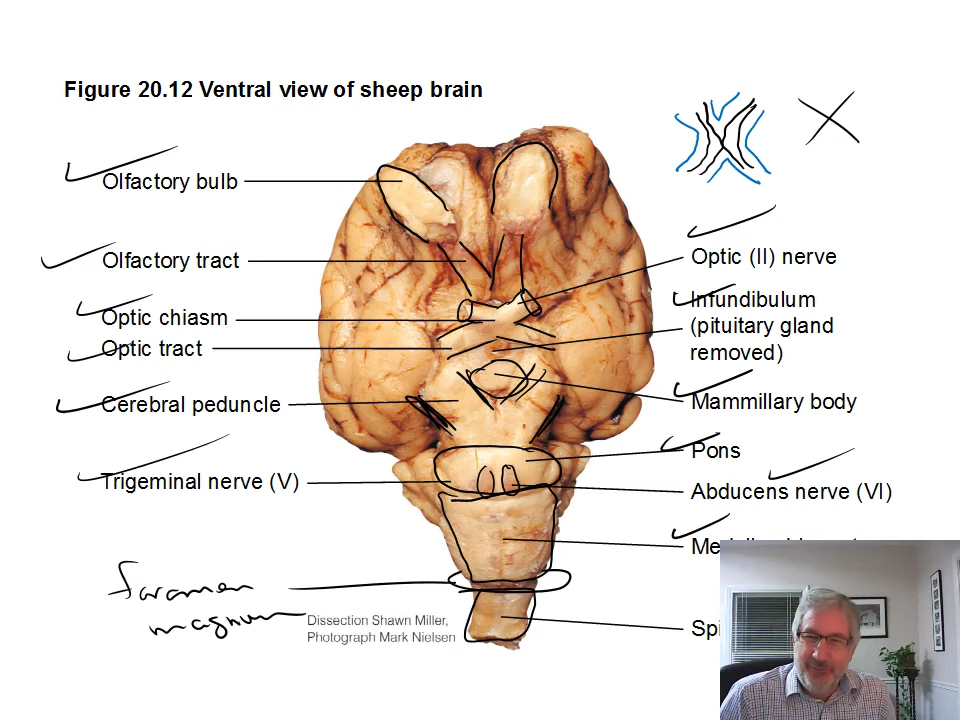 Figure 20.12 Ventral view of sheep brain
Olfactory bulb
Olfactory tract
Optic chiasm
Optic tract
Cerebral peduncle
Trigeminal nerve (V)
Optic (II) nerve
Infundibulum
(pituitary gland
removed)
Mammillary body
Pons
Abducens nerve (VI)
foramen
magnum
Dissection Shawn Miller,
Photograph Mark Nielsen